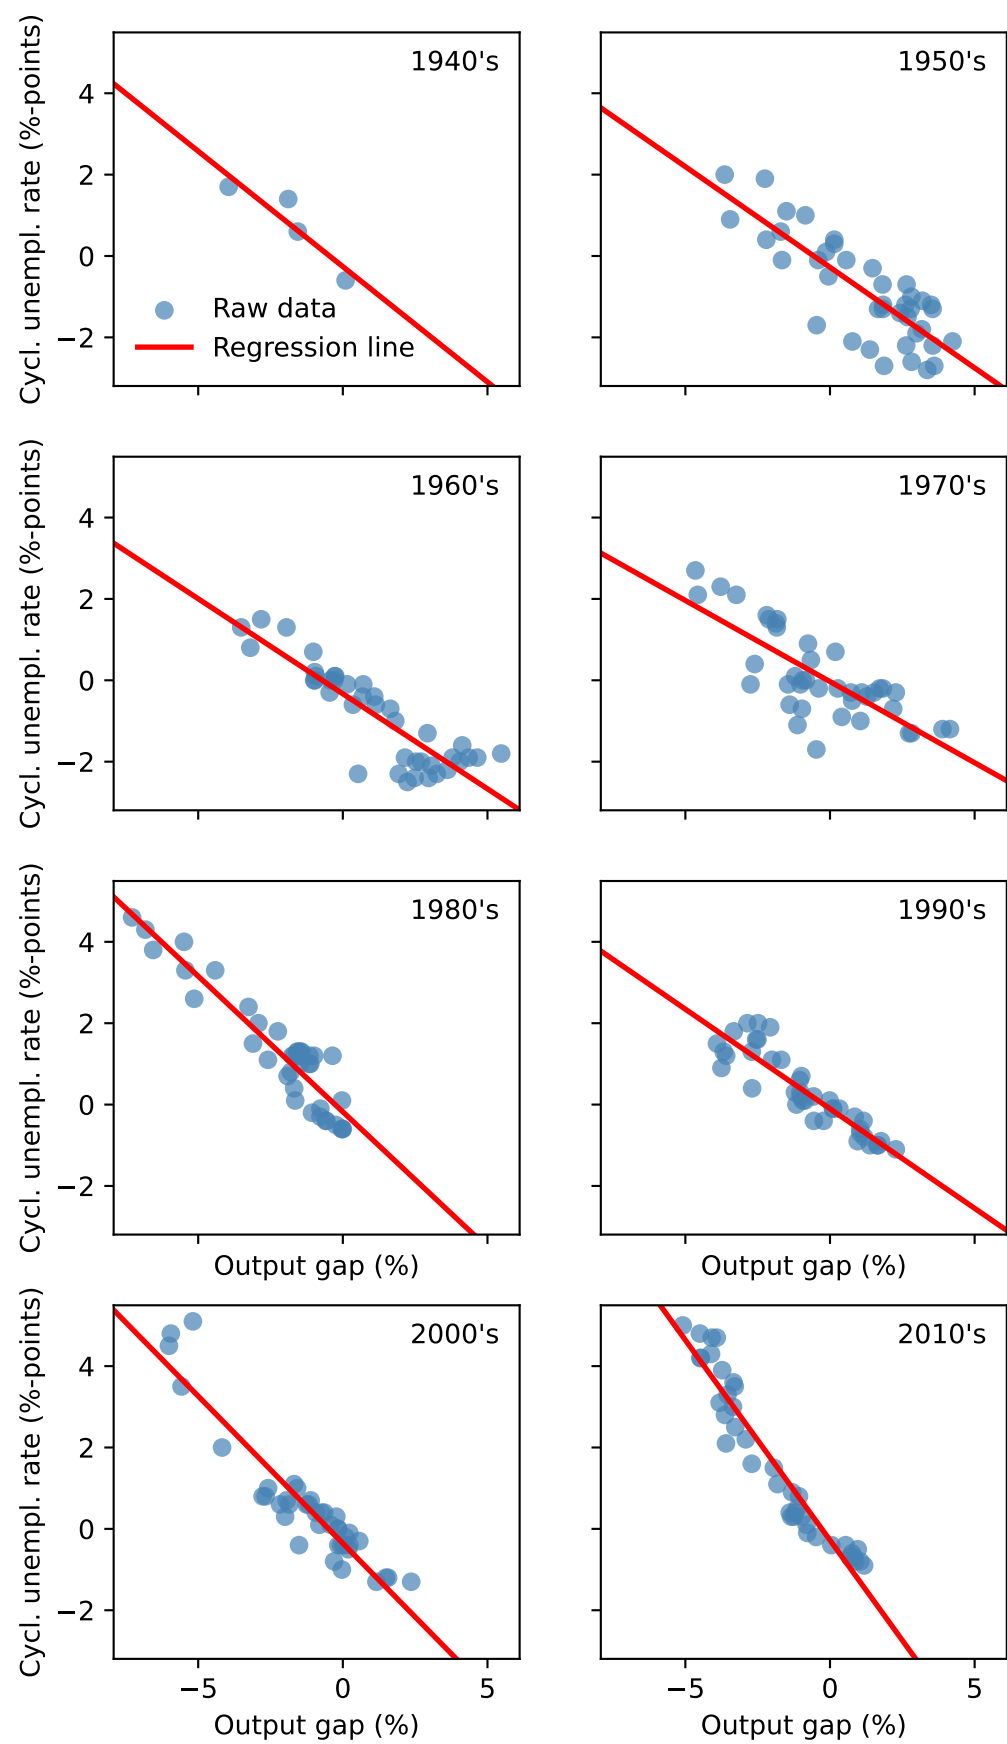 Cycl. unempl. rate (%-points)
4
2
0
−2
1940's
Raw data
Regression line
1950's
Cycl. unempl. rate (%-points)
4
2
0
−2
1960's
1970's
Cycl. unempl. rate (%-points)
4
2
0
−2
1980's
Output gap (%)
1990's
Output gap (%)
Cycl. unempl. rate (%-points)
4
2
0
−2
2000's
−5 0 5
Output gap (%)
2010's
−5 0 5
Output gap (%)